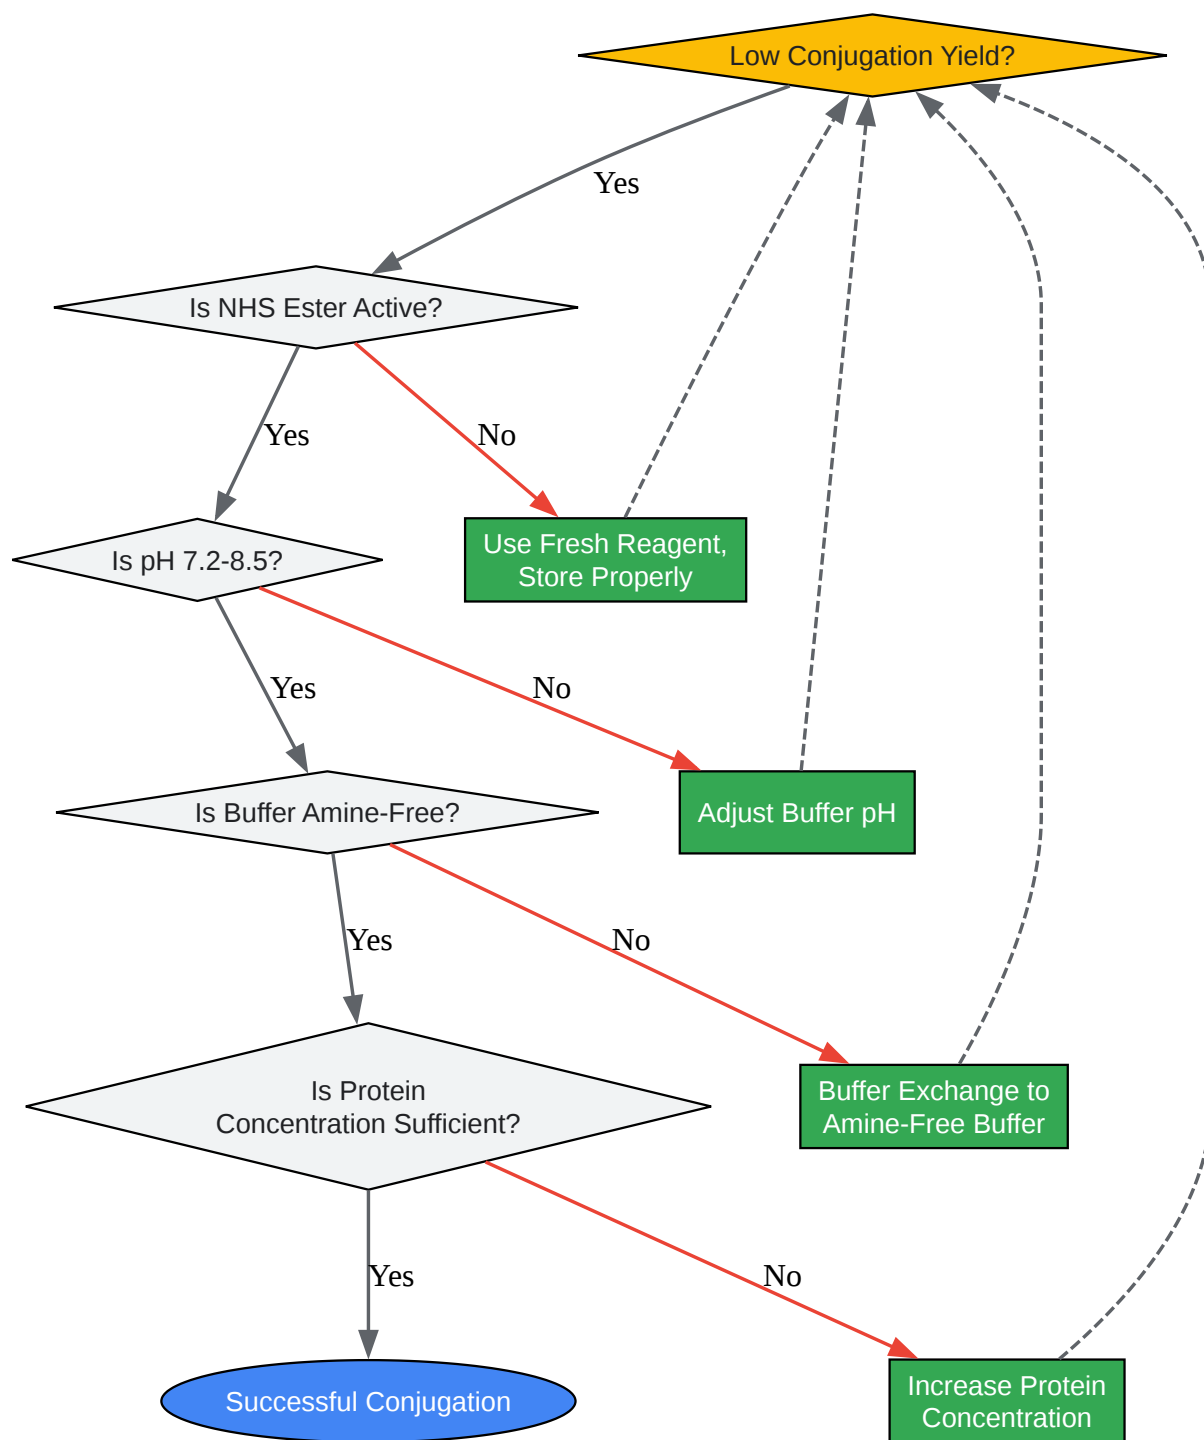 Low Conjugation Yield?
Yes
Is NHS Ester Active?
Yes
No
Use Fresh Reagent,
Store Properly
Is pH 7.2-8.5?
Yes
No
Adjust Buffer pH
Is Buffer Amine-Free?
Yes
No
Buffer Exchange to
Amine-Free Buffer
Is Protein
Concentration Sufficient?
Yes
No
Successful Conjugation
Increase Protein
Concentration